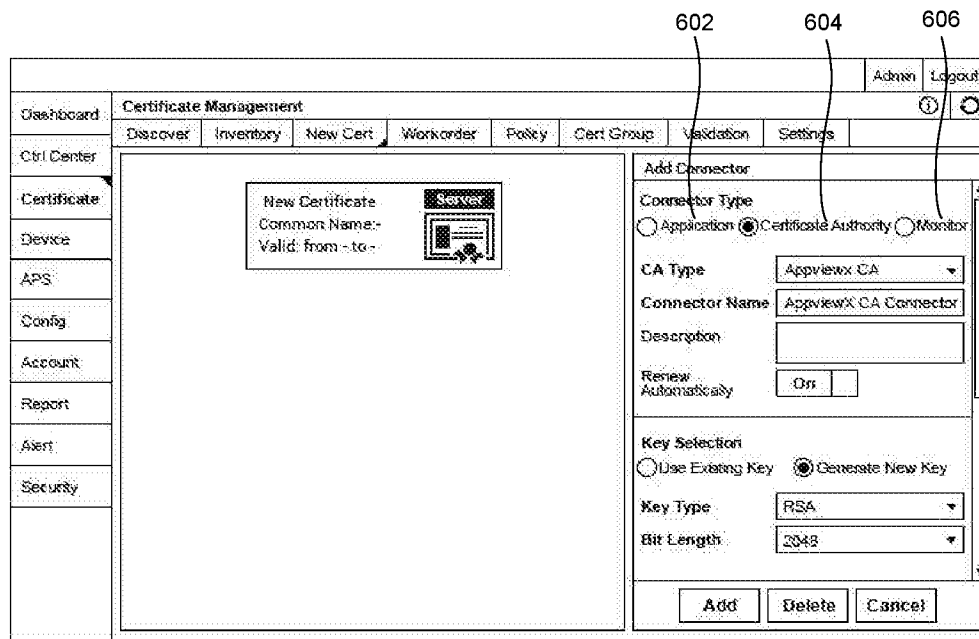 602 604 606
Admin Logout
Dashboard
Certificate Management
Discover Inventory New Cert Workorder Policy Cert Group Validation Settings
Ctrl Center
Certificate
Device
APS
Config
Account
Report
Alert
Security
New Certificate
Server
Common Name:-
Valid: from - to -
Add Connector
Connector Type
Application Certificate Authority Monitor
CA Type Appviewx CA
Connector Name AppviewX CA Connector
Description
Renew
Automatically
On
Key Selection
Use Existing Key Generate New Key
Key Type RSA
Bit Length 2048
Add Delete Cancel